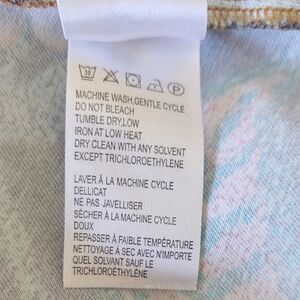 30
P
MACHINE WASH,GENTLE CYCLE
DO NOT BLEACH
TUMBLE DRY,LOW
IRON AT LOW HEAT
DRY CLEAN WITH ANY SOLVENT
EXCEPT TRICHLOROETHYLENE
LAVER À LA MACHINE CYCLE
DELLICAT
NE PAS JAVELLISER
SÉCHER À LA MACHINE CYCLE
DOUX
REPASSER À FAIBLE TEMPÉRATURE
NETTOYAGE À SEC AVEC N'IMPORTE
QUEL SOLVANT SAUF LE
TRICHLOROÉTHYLÈNE